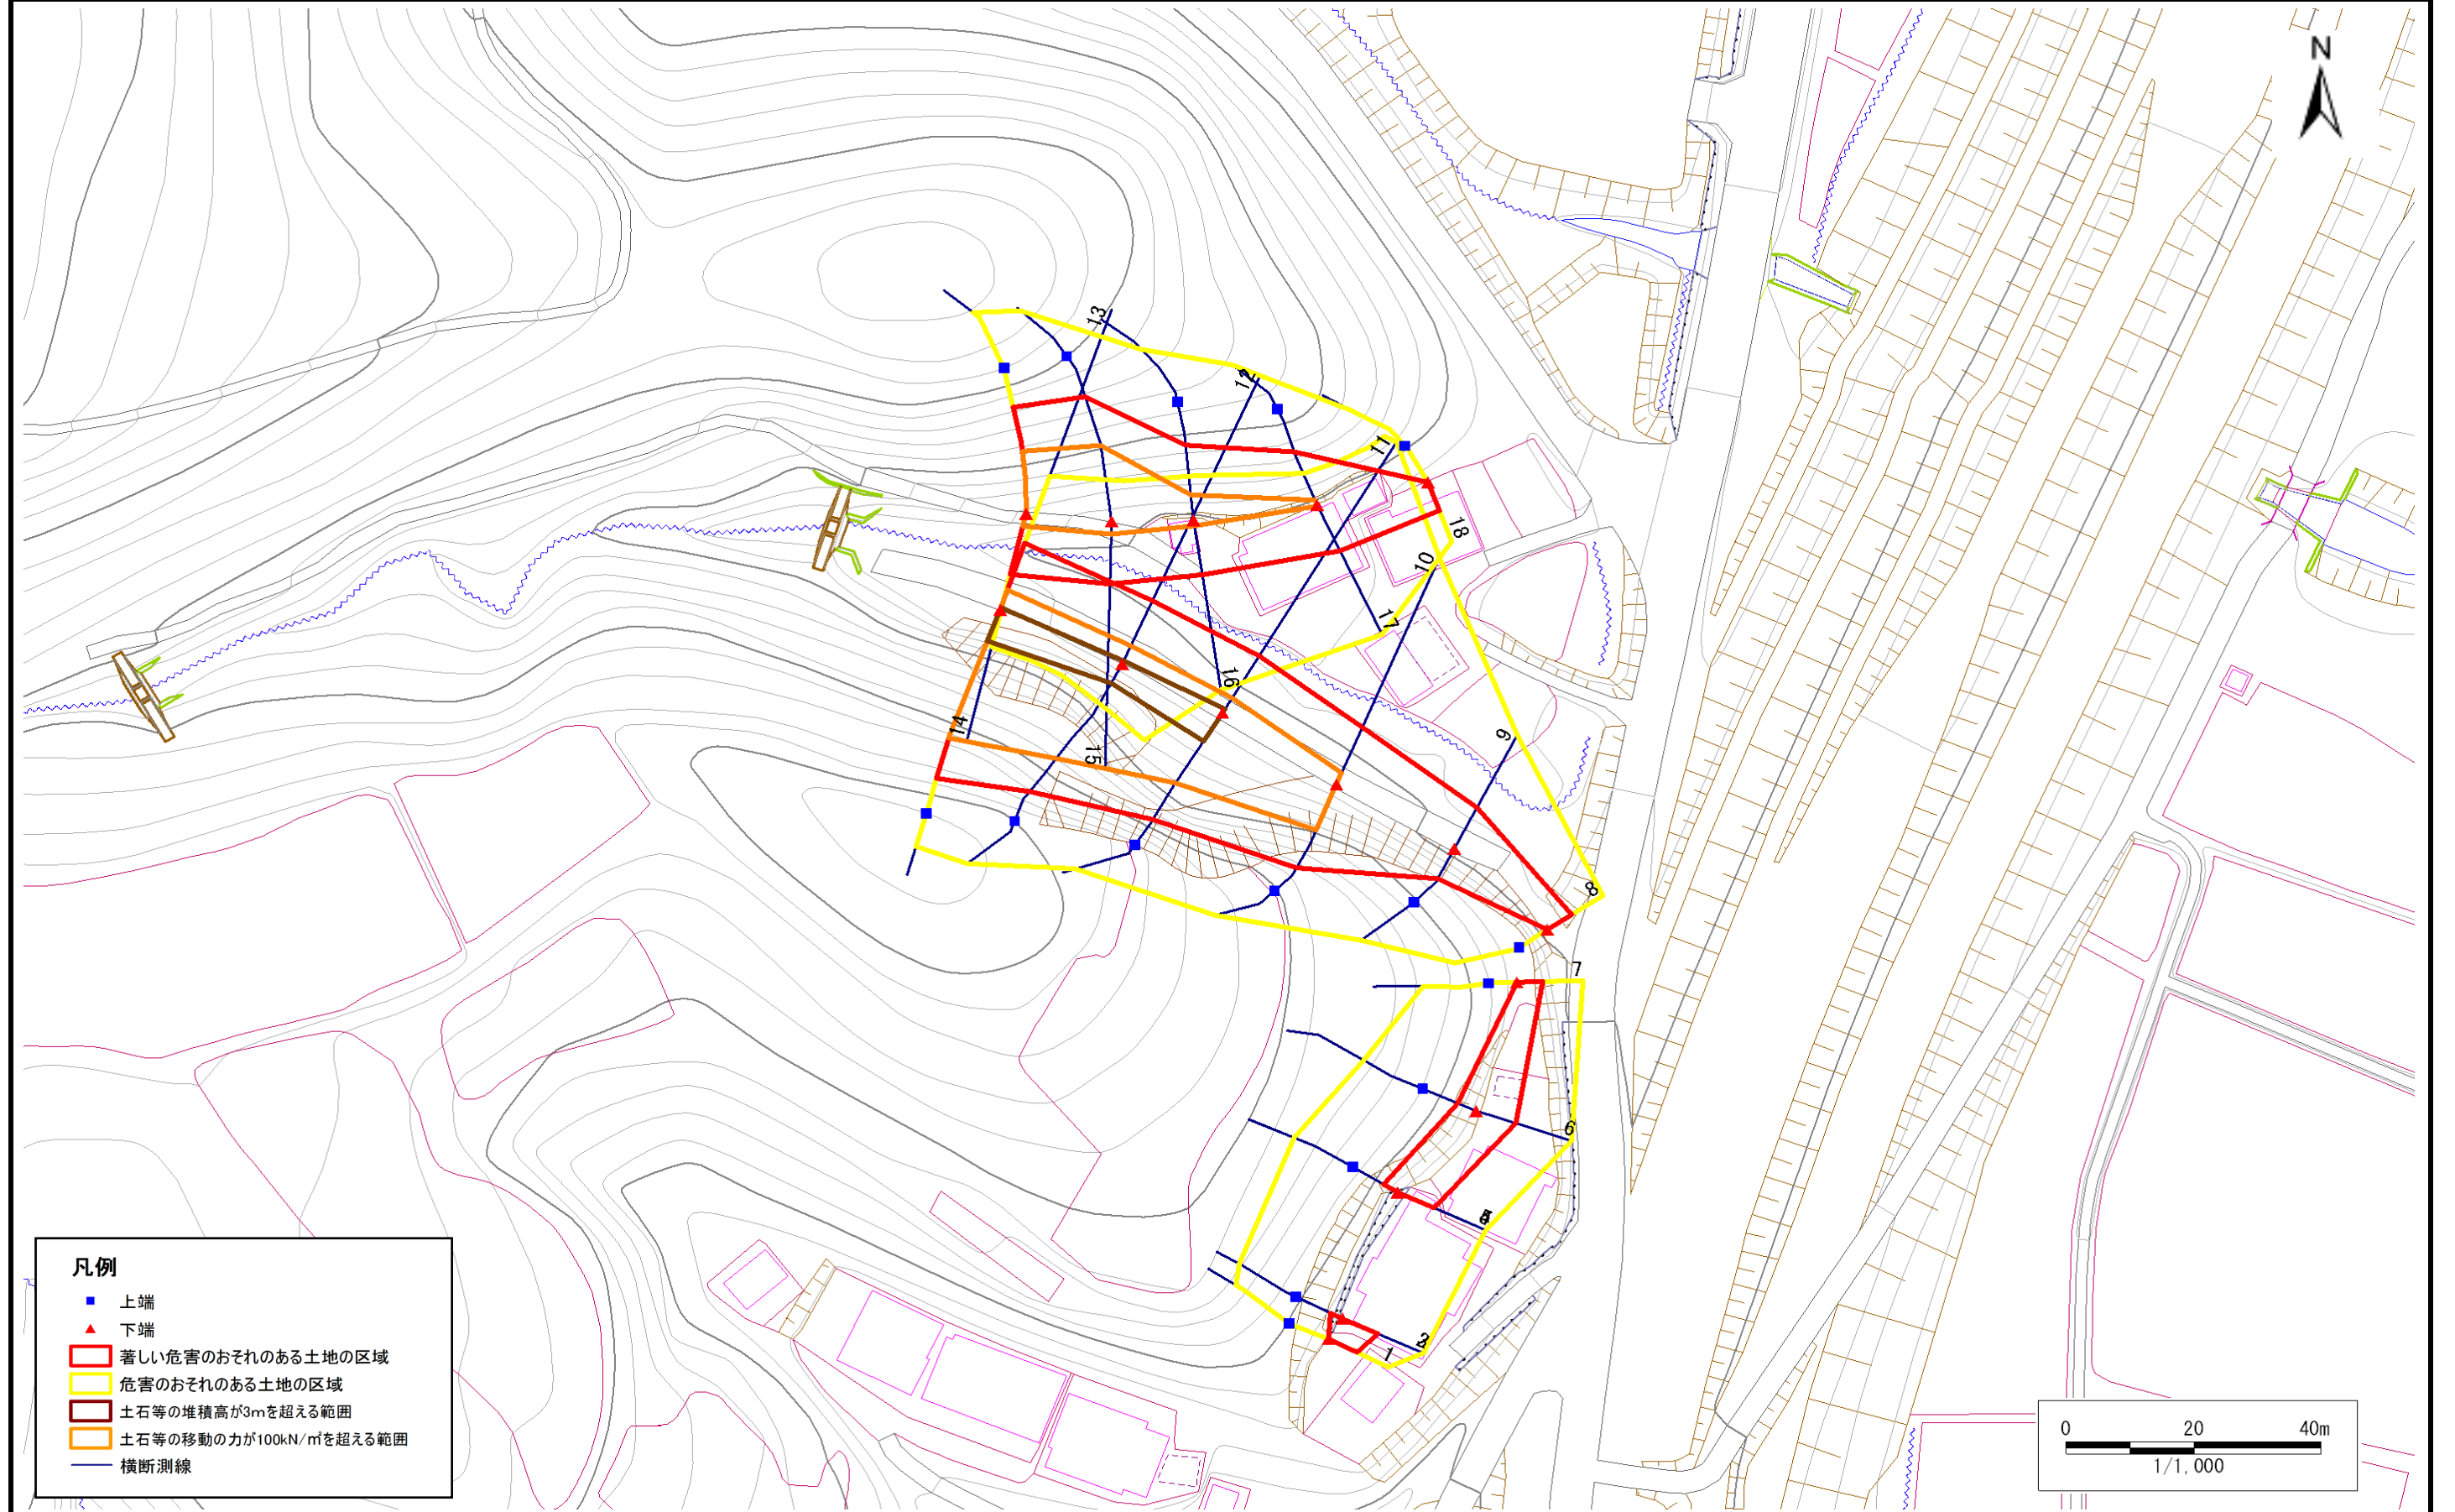 N
13
12
11
18
10
17
16
9
14
15
8
7
6
5
2
1
凡例
上端
下端
著しい危害のおそれのある土地の区域
危害のおそれのある土地の区域
土石等の堆積高が3mを超える範囲
土石等の移動の力が100kN/㎡を超える範囲
横断測線
0 20 40m
1/1,000